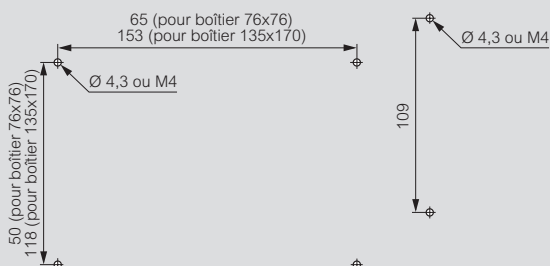 65 (pour boîtier 76x76)
153 (pour boîtier 135x170)
Ø 4,3 ou M4
Ø 4,3 ou M4
50 (pour boîtier 76x76)
118 (pour boîtier 135x170)
109